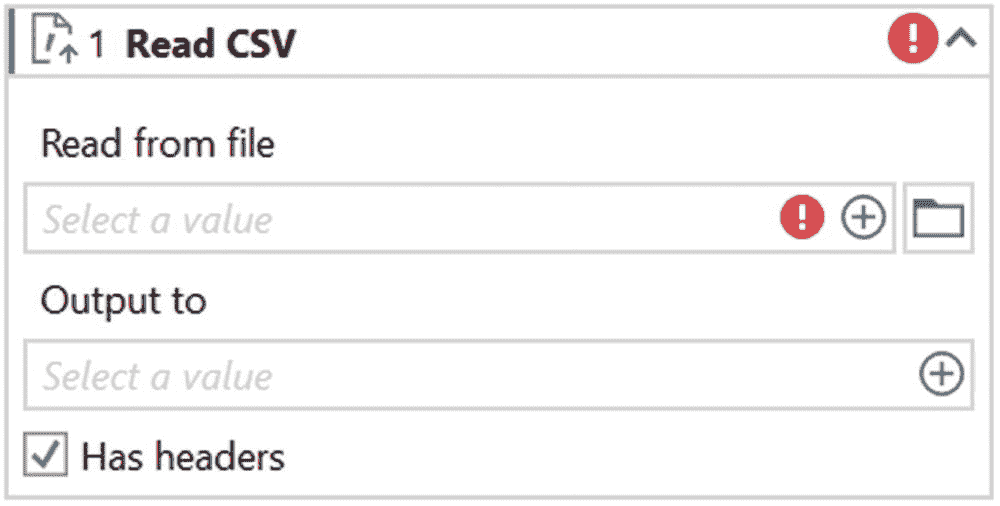 1 Read CSV
Read from file
Select a value
Output to
Select a value
Has headers